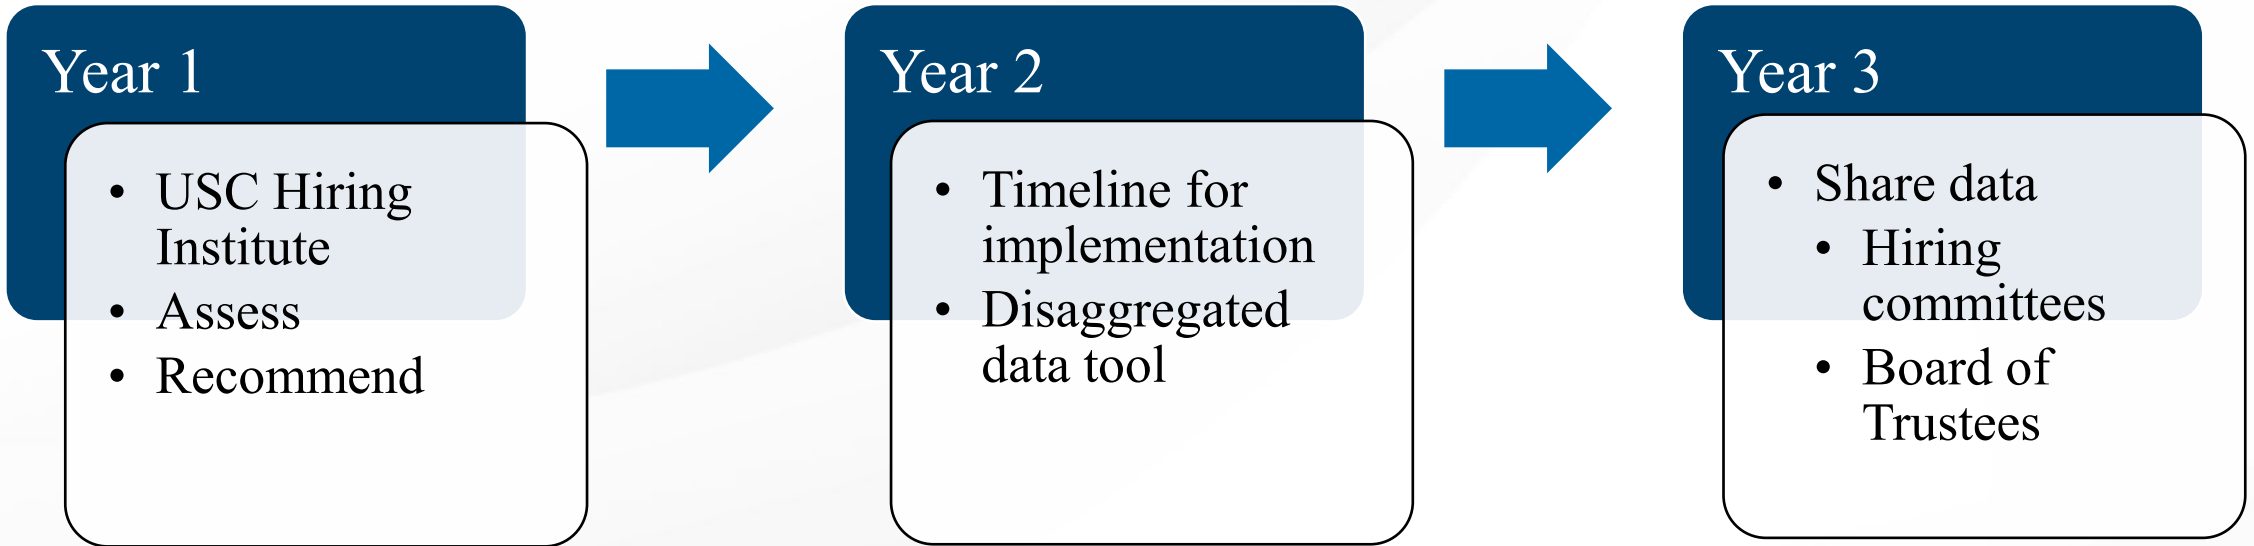 Year 1
• USC Hiring
Institute
• Assess
• Recommend
Year 2
• Timeline for
implementation
• Disaggregated
data tool
Year 3
• Share data
• Hiring
committees
• Board of
Trustees